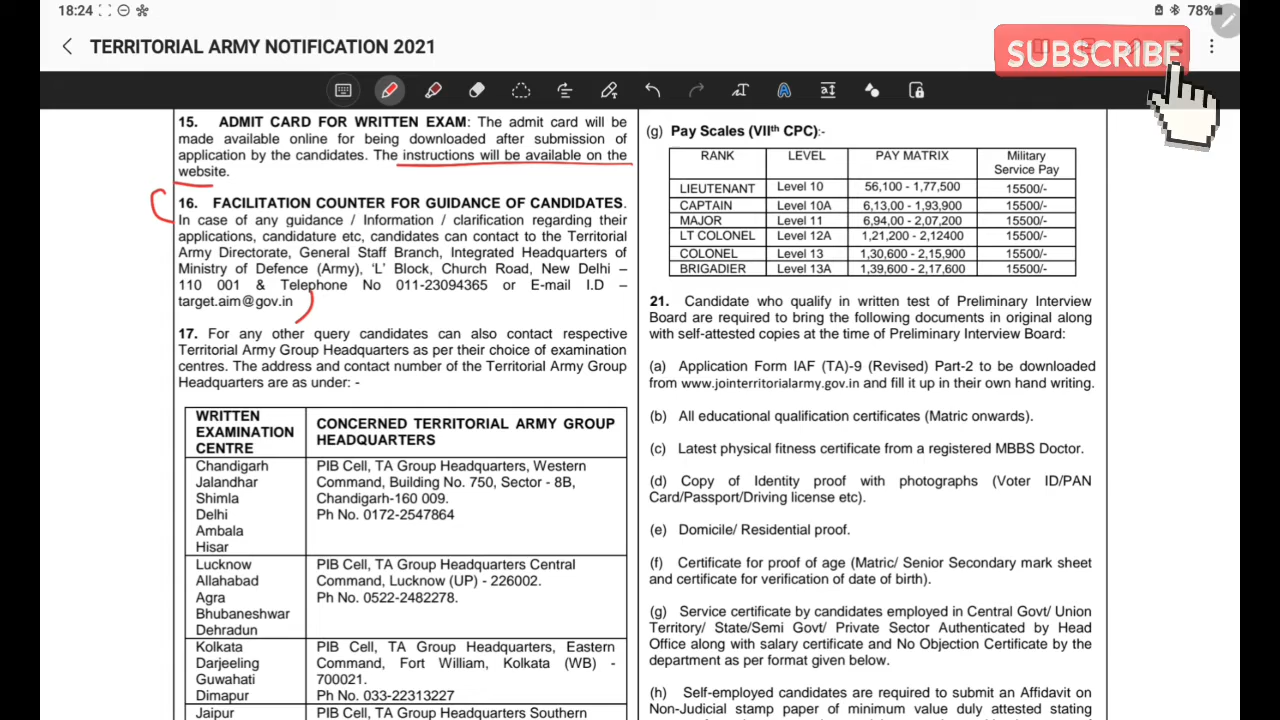 18:24
78%
TERRITORIAL ARMY NOTIFICATION 2021
SUBSCRIBE
15. ADMIT CARD FOR WRITTEN EXAM: The admit card will be
made available online for being downloaded after submission of
application by the candidates. The instructions will be available on the
website.
16. FACILITATION COUNTER FOR GUIDANCE OF CANDIDATES.
In case of any guidance / Information / clarification regarding their
applications, candidature etc, candidates can contact to the Territorial
Army Directorate, General Staff Branch, Integrated Headquarters of
Ministry of Defence (Army), 'L' Block, Church Road, New Delhi –
110 001 & Telephone No 011-23094365 or E-mail I.D –
target.aim@gov.in
17. For any other query candidates can also contact respective
Territorial Army Group Headquarters as per their choice of examination
centres. The address and contact number of the Territorial Army Group
Headquarters are as under: -
WRITTEN EXAMINATION CENTRE
CONCERNED TERRITORIAL ARMY GROUP HEADQUARTERS
Chandigarh
Jalandhar
Shimla
Delhi
Ambala
Hisar
PIB Cell, TA Group Headquarters, Western
Command, Building No. 750, Sector - 8B,
Chandigarh-160 009.
Ph No. 0172-2547864
Lucknow
Allahabad
Agra
Bhubaneshwar
Dehradun
PIB Cell, TA Group Headquarters Central
Command, Lucknow (UP) - 226002.
Ph No. 0522-2482278.
Kolkata
Darjeeling
Guwahati
Dimapur
PIB Cell, TA Group Headquarters, Eastern
Command, Fort William, Kolkata (WB) -
700021.
Ph No. 033-22313227
Jaipur
PIB Cell, TA Group Headquarters Southern
(g) Pay Scales (VIIth CPC):-
RANK LEVEL PAY MATRIX Military Service Pay
LIEUTENANT Level 10 56,100 - 1,77,500 15500/-
CAPTAIN Level 10A 6,13,00 - 1,93,900 15500/-
MAJOR Level 11 6,94,00 - 2,07,200 15500/-
LT COLONEL Level 12A 1,21,200 - 2,12400 15500/-
COLONEL Level 13 1,30,600 - 2,15,900 15500/-
BRIGADIER Level 13A 1,39,600 - 2,17,600 15500/-
21. Candidate who qualify in written test of Preliminary Interview
Board are required to bring the following documents in original along
with self-attested copies at the time of Preliminary Interview Board:
(a) Application Form IAF (TA)-9 (Revised) Part-2 to be downloaded
from www.jointerritorialarmy.gov.in and fill it up in their own hand writing.
(b) All educational qualification certificates (Matric onwards).
(c) Latest physical fitness certificate from a registered MBBS Doctor.
(d) Copy of Identity proof with photographs (Voter ID/PAN
Card/Passport/Driving license etc).
(e) Domicile/ Residential proof.
(f) Certificate for proof of age (Matric/ Senior Secondary mark sheet
and certificate for verification of date of birth).
(g) Service certificate by candidates employed in Central Govt/ Union
Territory/ State/Semi Govt/ Private Sector Authenticated by Head
Office along with salary certificate and No Objection Certificate by the
department as per format given below.
(h) Self-employed candidates are required to submit an Affidavit on
Non-Judicial stamp paper of minimum value duly attested stating